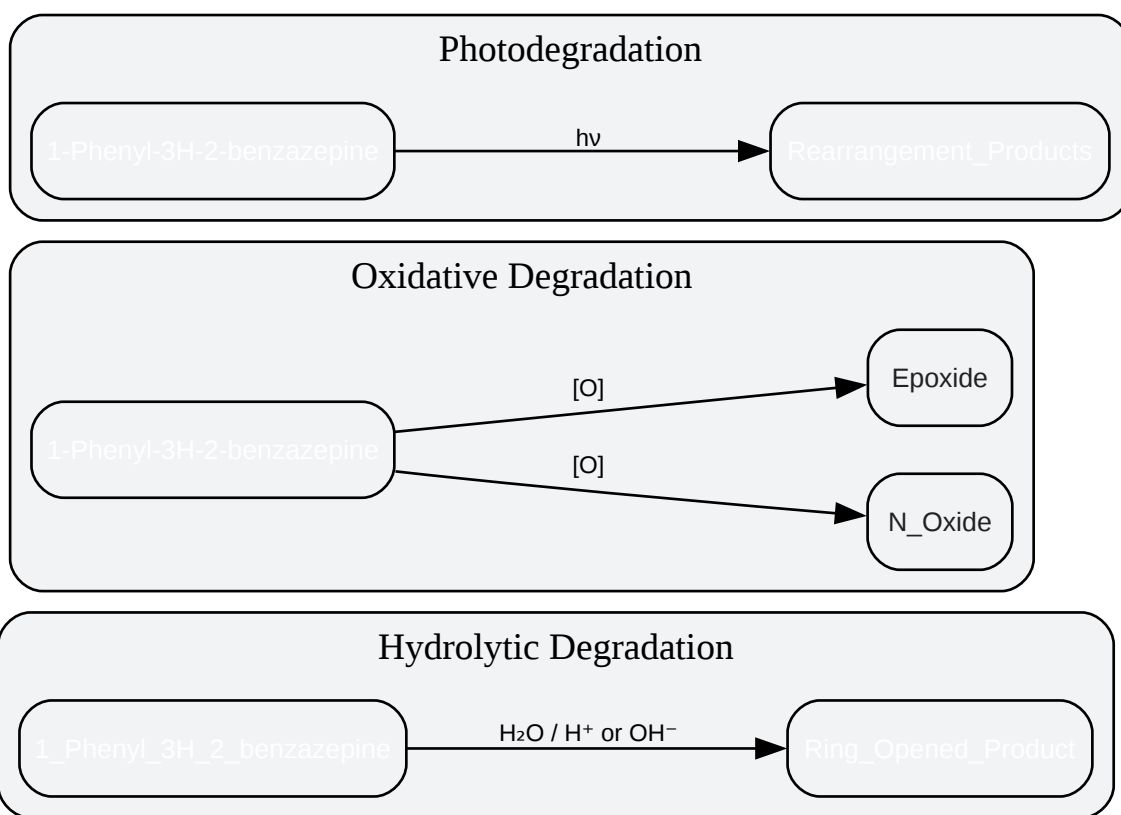 Photodegradation
1-Phenyl-3H-2-benzazepine
hν
Rearrangement_Products
Oxidative Degradation
[O]
Epoxide
1-Phenyl-3H-2-benzazepine
[O]
N_Oxide
Hydrolytic Degradation
1_Phenyl_3H_2_benzazepine
H₂O / H⁺ or OH⁻
Ring_Opened_Product